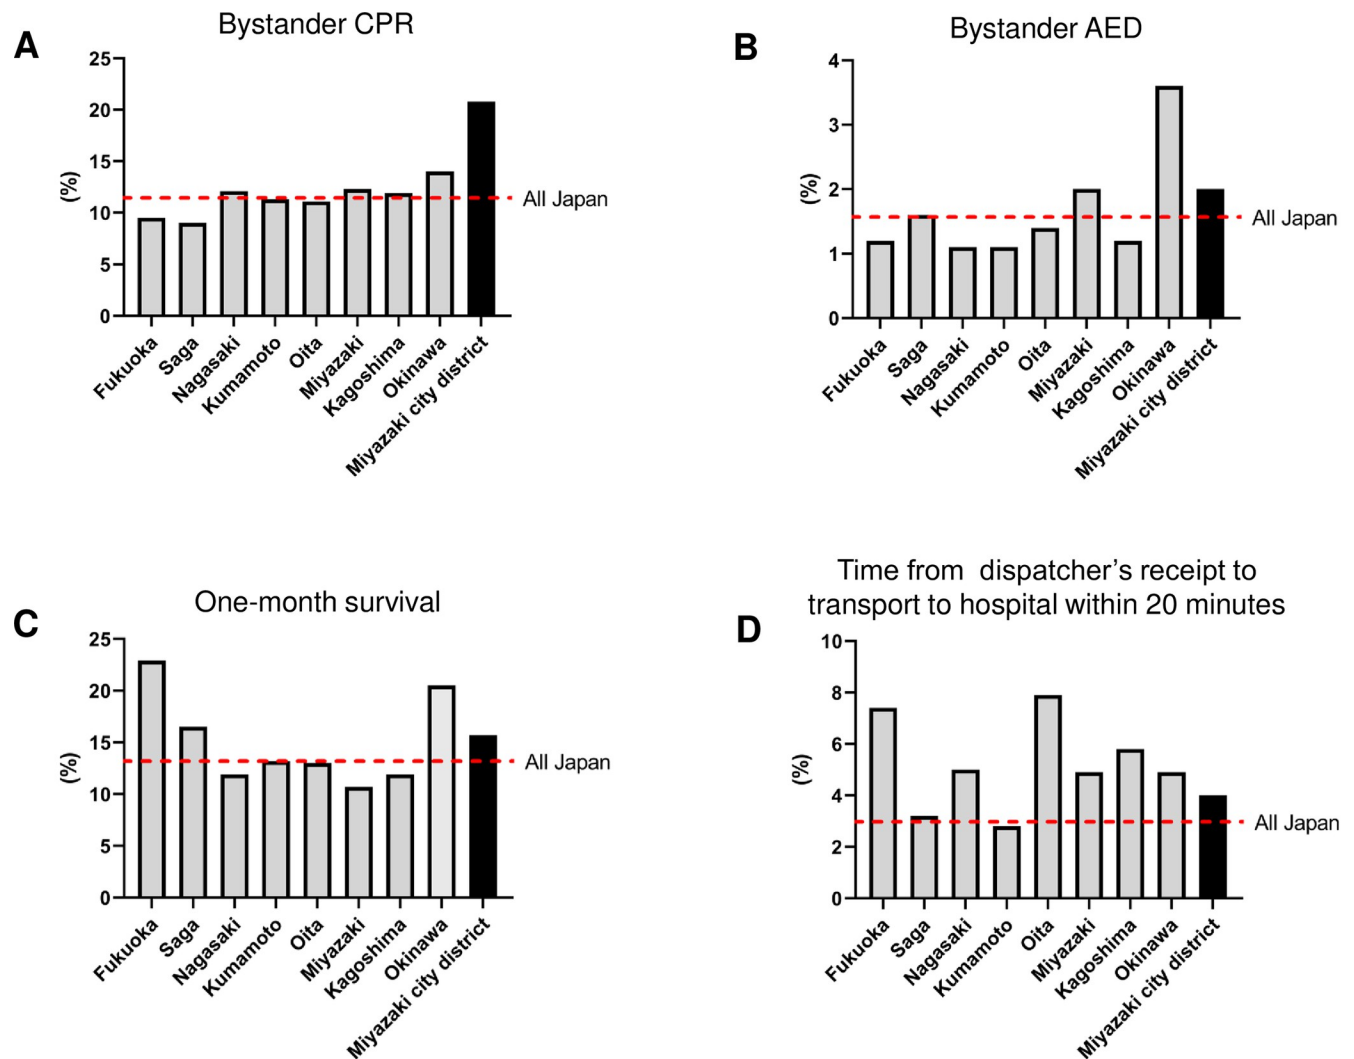 A
Bystander CPR
25
20
15
10
5
0
(%)
All Japan
Fukuoka
Saga
Nagasaki
Kumamoto
Oita
Miyazaki
Kagoshima
Okinawa
Miyazaki city district
B
Bystander AED
4
3
2
1
0
(%)
All Japan
Fukuoka
Saga
Nagasaki
Kumamoto
Oita
Miyazaki
Kagoshima
Okinawa
Miyazaki city district
C
One-month survival
25
20
15
10
5
0
(%)
All Japan
Fukuoka
Saga
Nagasaki
Kumamoto
Oita
Miyazaki
Kagoshima
Okinawa
Miyazaki city district
D
Time from dispatcher’s receipt to
transport to hospital within 20 minutes
10
8
6
4
2
0
(%)
All Japan
Fukuoka
Saga
Nagasaki
Kumamoto
Oita
Miyazaki
Kagoshima
Okinawa
Miyazaki city district